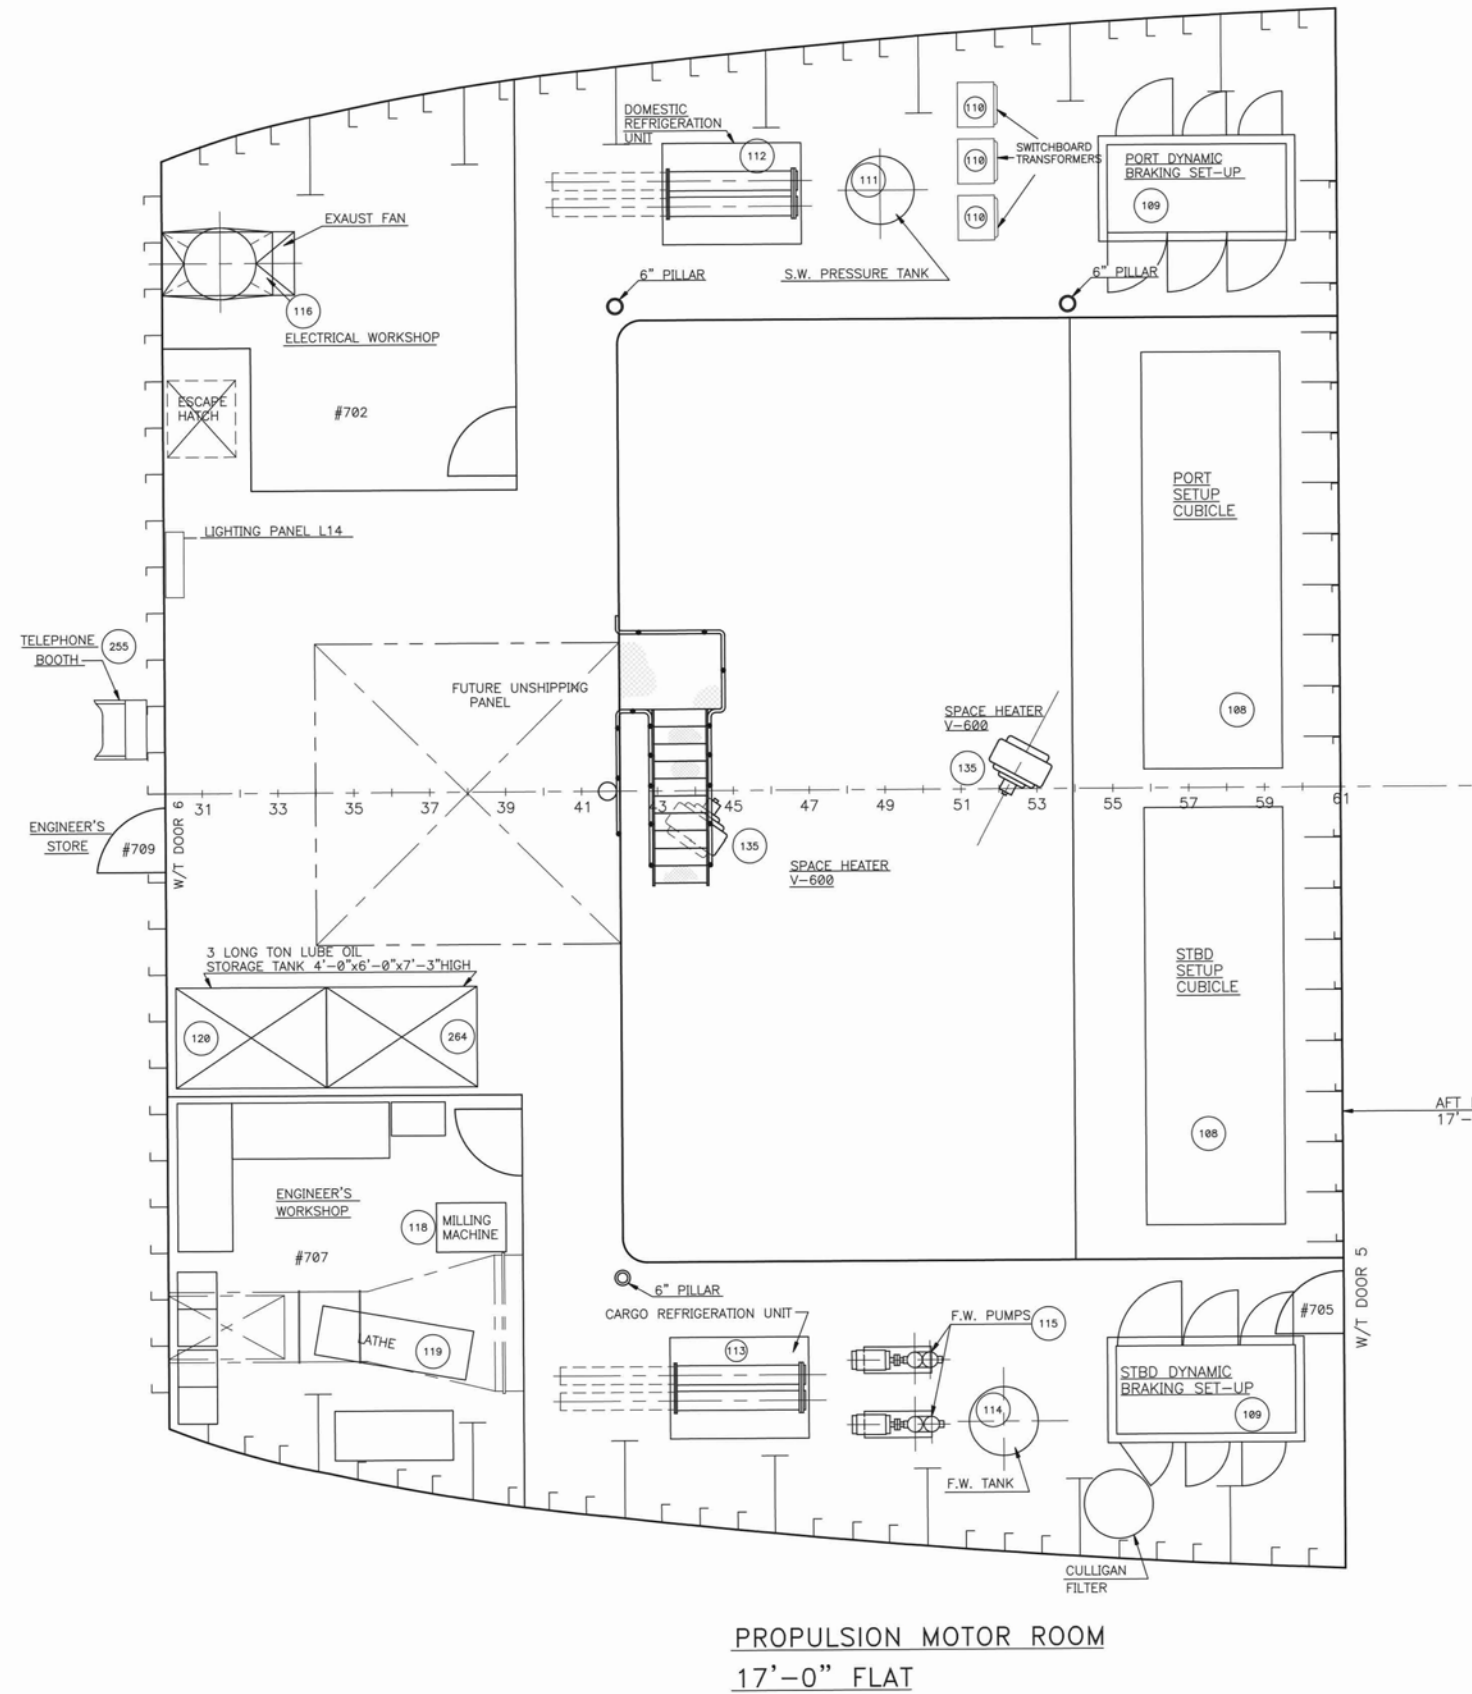 DOMESTIC
REFRIGERATION
UNIT
112
111
110
110
110
SWITCHBOARD
TRANSFORMERS
PORT DYNAMIC
BRAKING SET-UP
109
EXAUST FAN
116
ELECTRICAL WORKSHOP
6" PILLAR
S.W. PRESSURE TANK
6" PILLAR
ESCAPE
HATCH
#702
PORT
SETUP
CUBICLE
LIGHTING PANEL L14
TELEPHONE
BOOTH
255
FUTURE UNSHIPPING
PANEL
SPACE HEATER
V-600
135
108
31 33 35 37 39 41 43 45 47 49 51 53 55 57 59 61
W/T DOOR 6
ENGINEER'S
STORE
#709
135
SPACE HEATER
V-600
3 LONG TON LUBE OIL
STORAGE TANK 4'-0"x6'-0"x7'-3"HIGH
120
264
STBD
SETUP
CUBICLE
108
AFT
17'-
ENGINEER'S
WORKSHOP
#707
118
MILLING
MACHINE
LATHE
119
6" PILLAR
CARGO REFRIGERATION UNIT
113
F.W. PUMPS
115
114
F.W. TANK
#705
W/T DOOR 5
STBD DYNAMIC
BRAKING SET-UP
109
CULLIGAN
FILTER
PROPULSION MOTOR ROOM
17'-0" FLAT